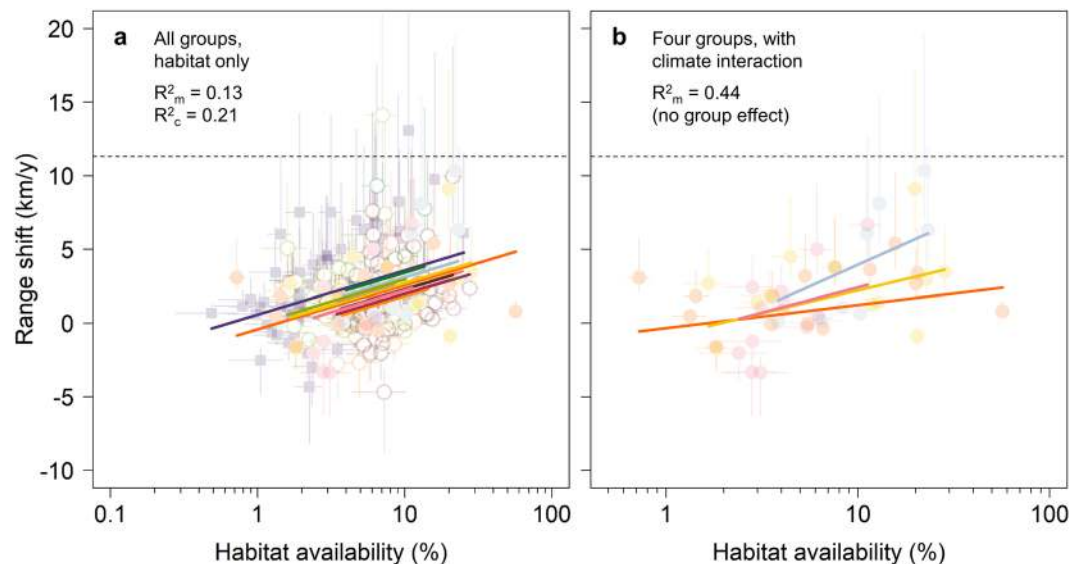 a All groups,
habitat only
R²m = 0.13
R²c = 0.21
b Four groups, with
climate interaction
R²m = 0.44
(no group effect)
Range shift (km/y)
20
15
10
5
0
-5
-10
0.1 1 10 100
1 10 100
Habitat availability (%)
Habitat availability (%)